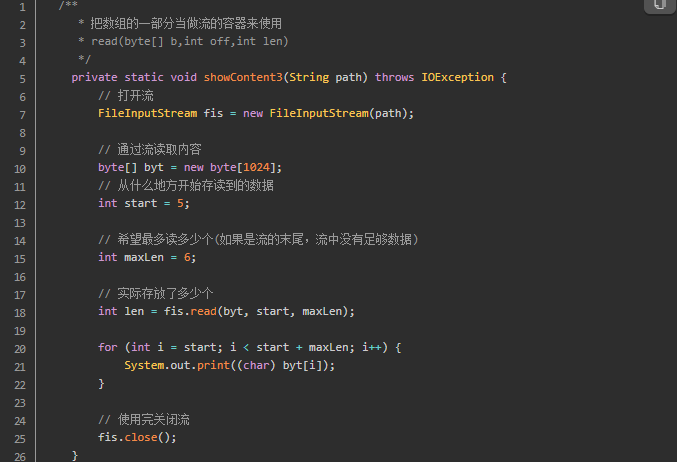 1 /**
2 * 把数组的一部分当做流的容器来使用
3 * read(byte[] b,int off,int len)
4 */
5 private static void showContent3(String path) throws IOException {
6 // 打开流
7 FileInputStream fis = new FileInputStream(path);
8
9 // 通过流读取内容
10 byte[] byt = new byte[1024];
11 // 从什么地方开始存读到的数据
12 int start = 5;
13
14 // 希望最多读多少个(如果是流的末尾，流中没有足够数据)
15 int maxLen = 6;
16
17 // 实际存放了多少个
18 int len = fis.read(byt, start, maxLen);
19
20 for (int i = start; i < start + maxLen; i++) {
21 System.out.print((char) byt[i]);
22 }
23
24 // 使用完关闭流
25 fis.close();
26 }